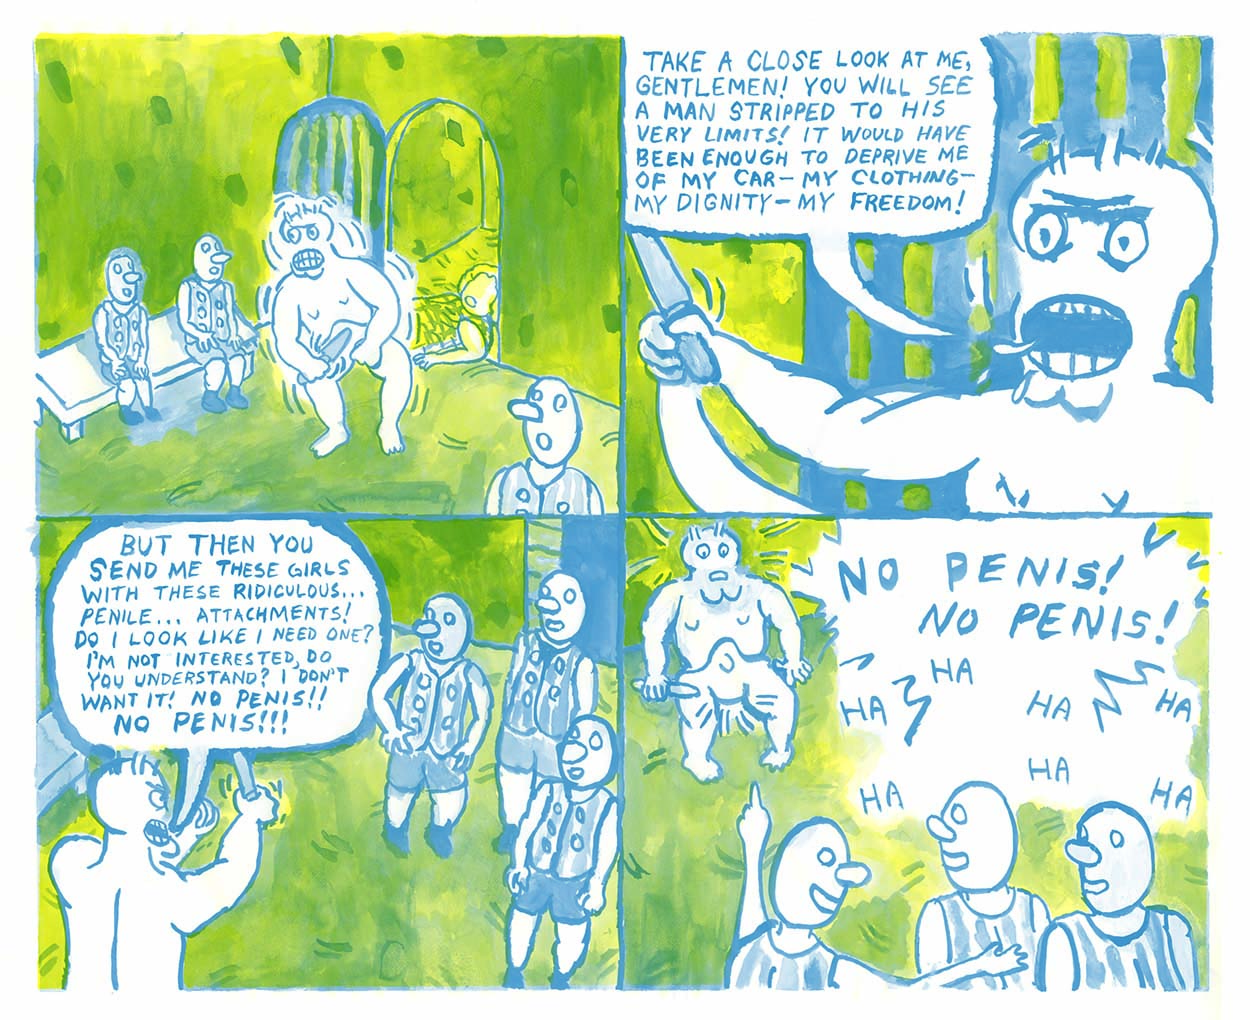 TAKE A CLOSE LOOK AT ME,
GENTLEMEN! YOU WILL SEE
A MAN STRIPPED TO HIS
VERY LIMITS! IT WOULD HAVE
BEEN ENOUGH TO DEPRIVE ME
OF MY CAR— MY CLOTHING—
MY DIGNITY— MY FREEDOM!
BUT THEN YOU
SEND ME THESE GIRLS
WITH THESE RIDICULOUS...
PENILE... ATTACHMENTS!
DO I LOOK LIKE I NEED ONE?
I'M NOT INTERESTED, DO
YOU UNDERSTAND? I DON'T
WANT IT! NO PENIS!!
NO PENIS!!!
NO PENIS!
NO PENIS!
HA
HA
HA
HA
HA
HA
HA